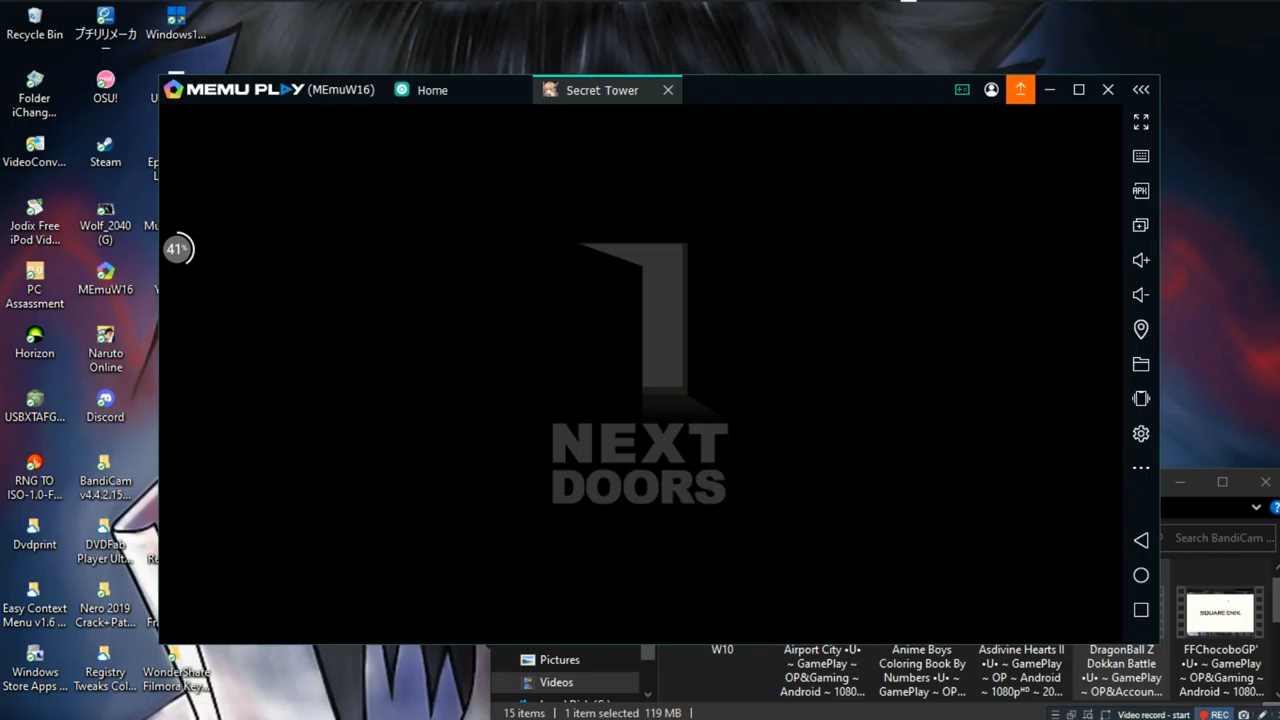 Recycle Bin
プチリリメーカ
ー
Windows1...
Folder
iChang...
OSU!
VideoConv...
Steam
Jodix Free
iPod Vid...
Wolf_2040
(G)
PC
Assassment
MEmuW16
Horizon
Naruto
Online
USBXTAFG...
Discord
RNG TO
ISO-1.0-F...
BandiCam
v4.4.2.15...
Dvdprint
DVDFab
Player Ult...
Easy Context
Menu v1.6 ...
Nero 2019
Crack+Pat...
Windows
Store Apps ...
Registry
Tweaks Col...
WonderShare
Filmora Key...
MEMU PLAY (MEmuW16)
Home
Secret Tower
APK
41%
NEXT
DOORS
Search BandiCam ...
SQUARE ENIX
Pictures
Videos
W10
Airport City •U•
~ GamePlay
~ OP&Gaming ~
Android ~ 1080...
Anime Boys
Coloring Book By
Numbers •U• ~
GamePlay ~ OP...
Asdivine Hearts II
•U• ~ GamePlay
~ OP ~ Android
~ 1080pᴴᴰ ~ 20...
DragonBall Z
Dokkan Battle
•U• ~ GamePlay
~ OP&Accoun...
FFChocoboGP'
•U• ~ GamePlay
~ OP&Gaming ~
Android ~ 1080...
15 items
1 item selected 119 MB
Video record - start
REC